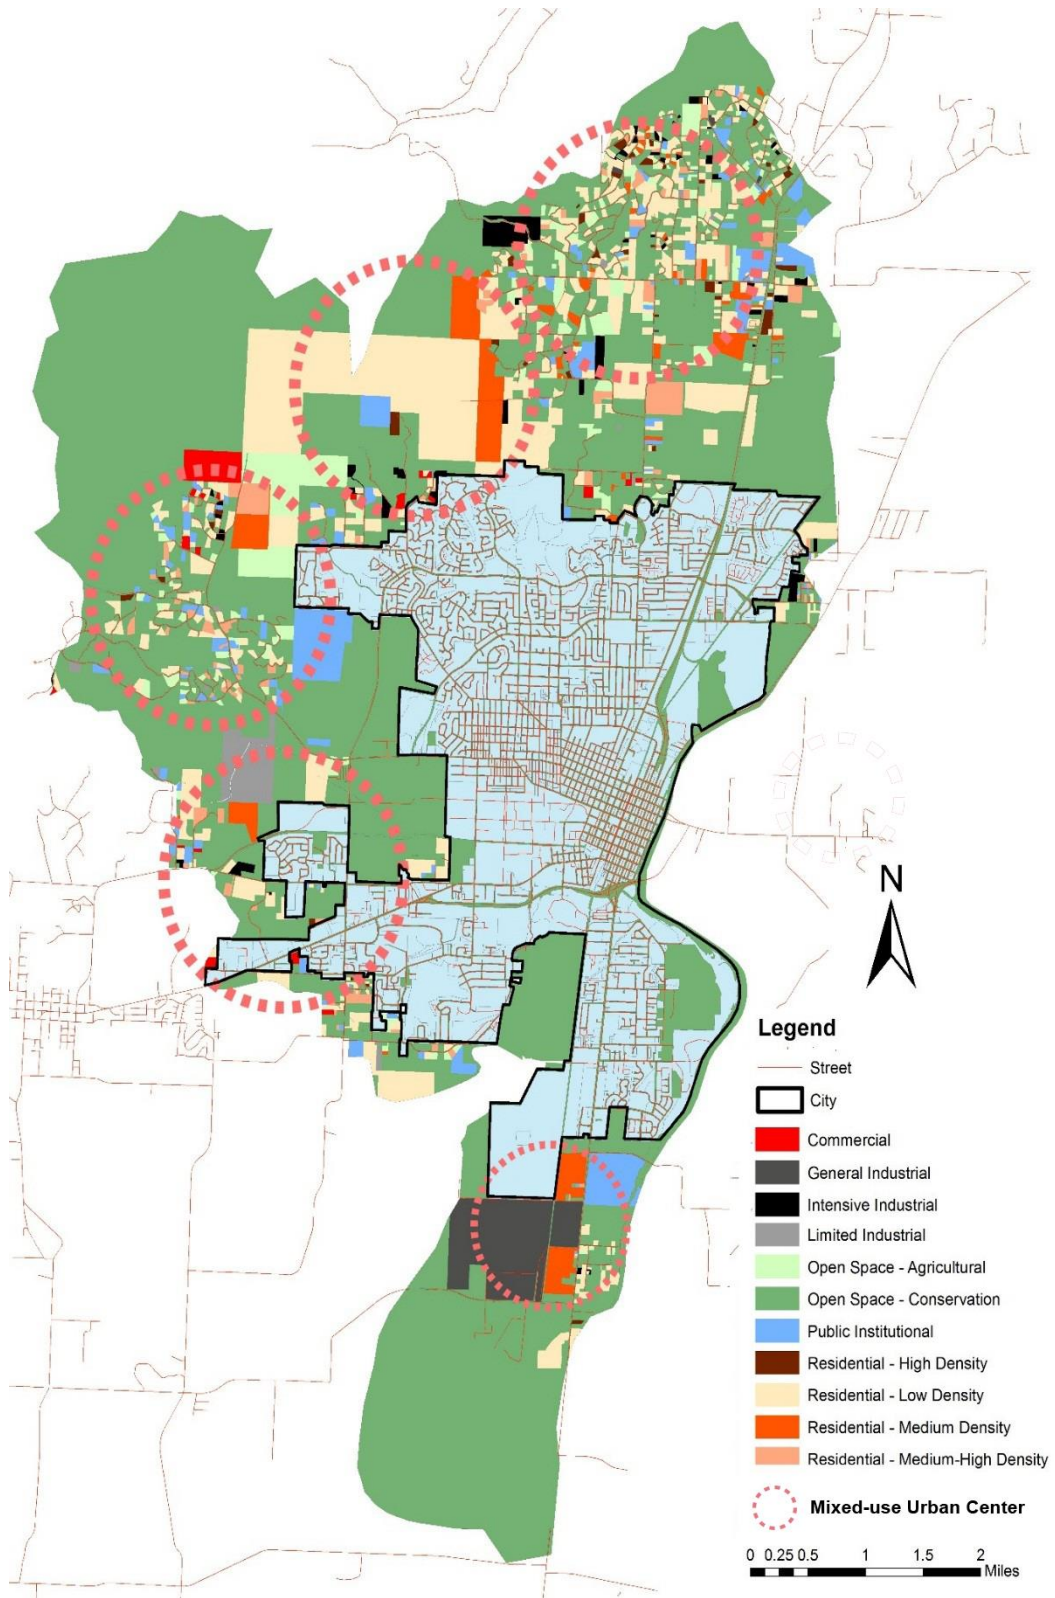 N
Legend
Street
City
Commercial
General Industrial
Intensive Industrial
Limited Industrial
Open Space - Agricultural
Open Space - Conservation
Public Institutional
Residential - High Density
Residential - Low Density
Residential - Medium Density
Residential - Medium-High Density
Mixed-use Urban Center
0 0.25 0.5 1 1.5 2
Miles